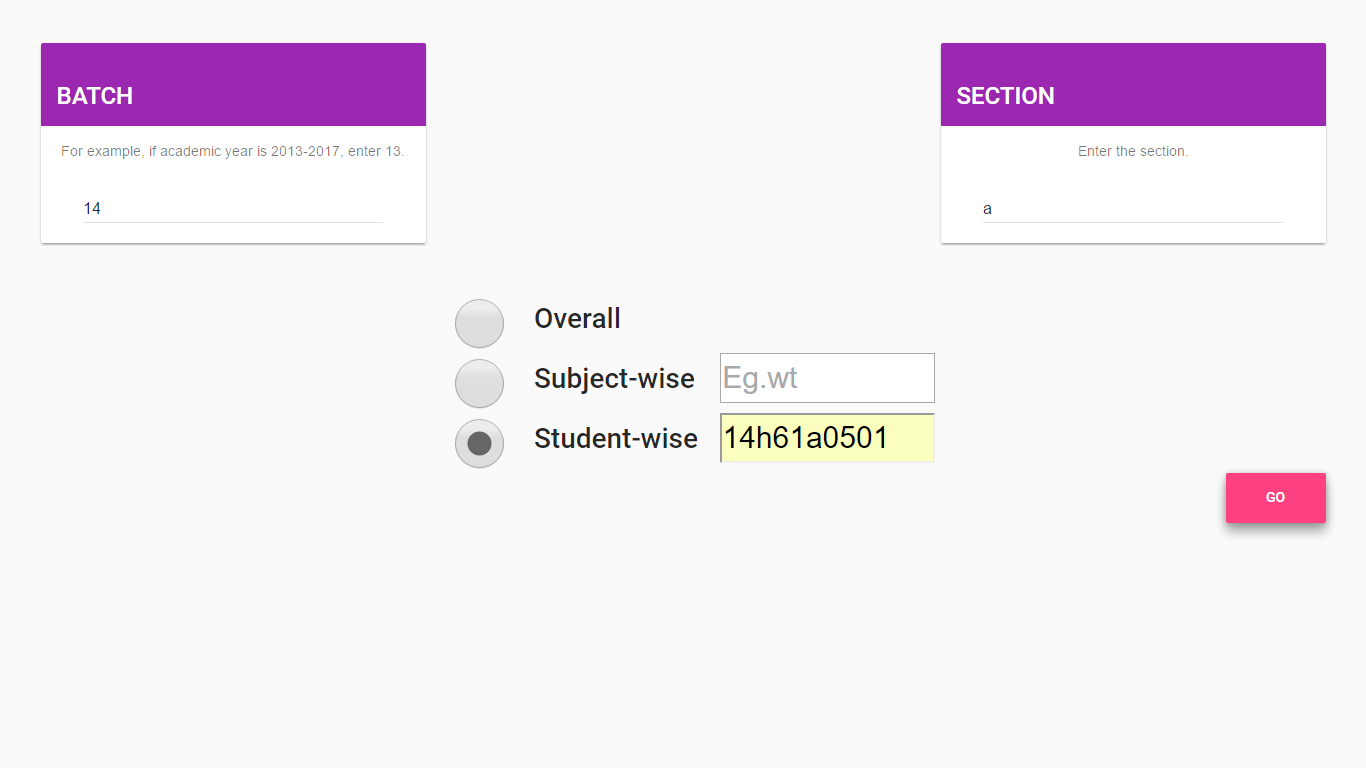 BATCH
For example, if academic year is 2013-2017, enter 13.
14
SECTION
Enter the section.
a
Overall
Subject-wise Eg.wt
Student-wise 14h61a0501
GO